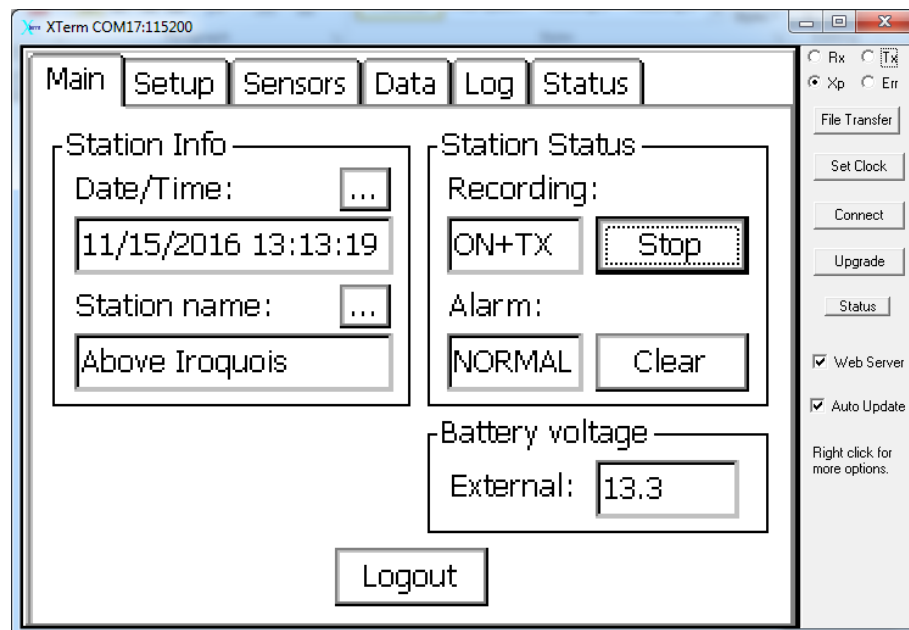 XTerm COM17:115200
Main Setup Sensors Data Log Status
Station Info
Date/Time: ...
11/15/2016 13:13:19
Station name: ...
Above Iroquois
Station Status
Recording:
ON+TX Stop
Alarm:
NORMAL Clear
Battery voltage
External: 13.3
Logout
Rx Tx
Xp Err
File Transfer
Set Clock
Connect
Upgrade
Status
Web Server
Auto Update
Right click for
more options.